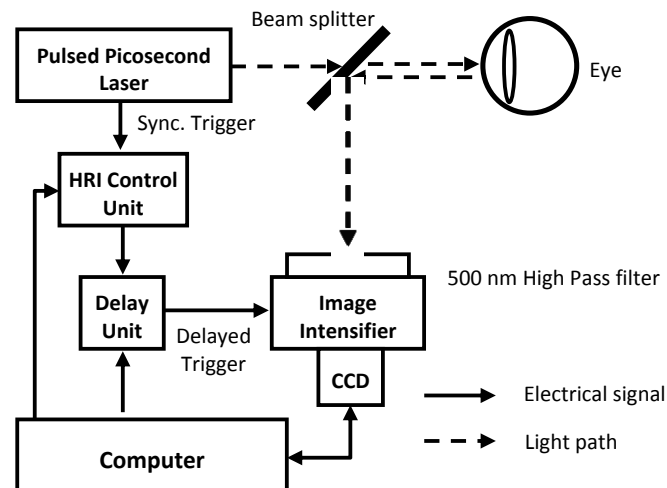 Beam splitter
Pulsed Picosecond
Laser
Eye
Sync. Trigger
HRI Control
Unit
500 nm High Pass filter
Delay
Unit
Delayed
Trigger
Image
Intensifier
CCD
Electrical signal
Light path
Computer